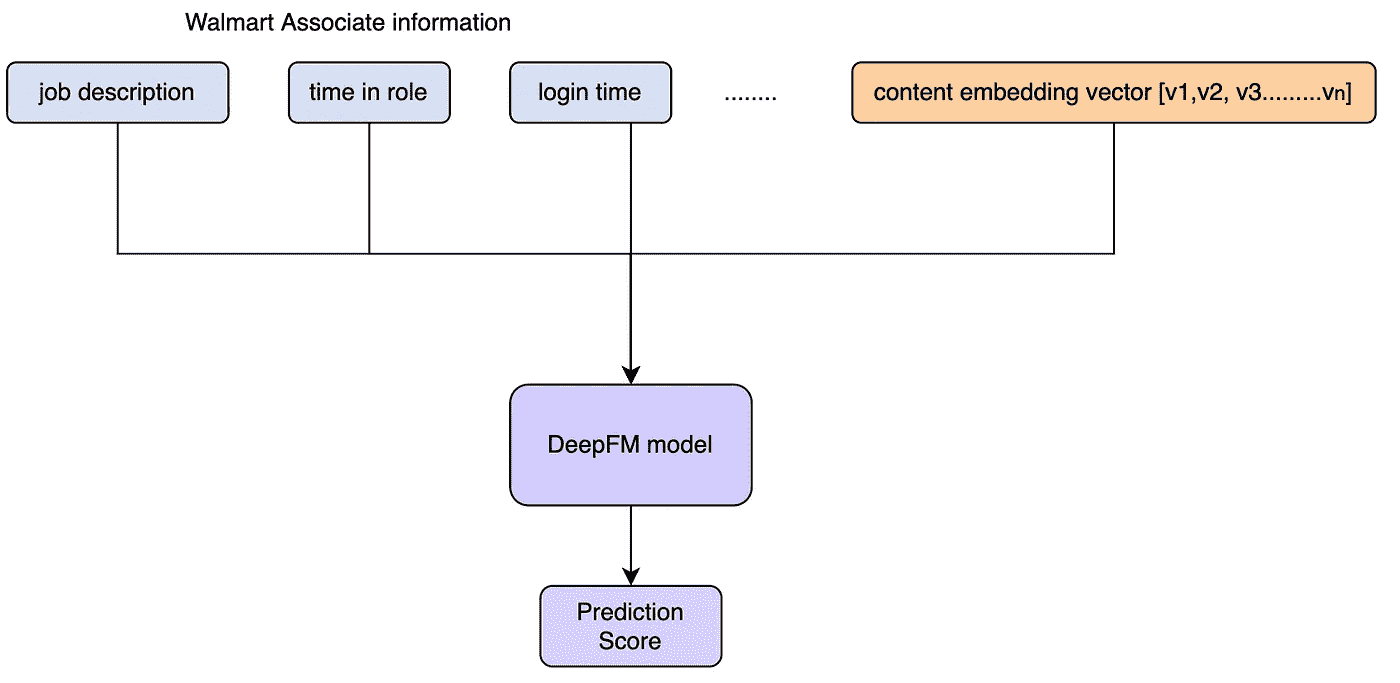 Walmart Associate information
job description
time in role
login time
........
content embedding vector [v1,v2, v3.........vn]
DeepFM model
Prediction
Score